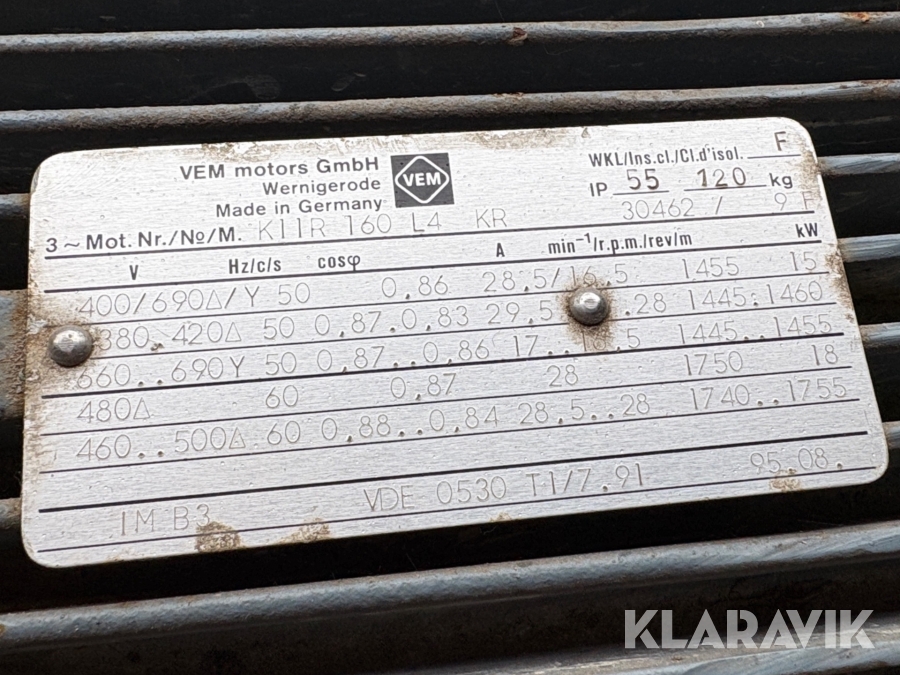 VEM motors GmbH
Wernigerode
Made in Germany
VEM
WKL/Ins.cl./Cl.d'isol. F
IP 55 120 kg
3~Mot.Nr./№/M. K11R 160 L4 KR 30462 / 9 F
V Hz/c/s cosφ A min⁻¹/r.p.m./rev/m kW
400/690Δ/Y 50 0,86 28,5/16,5 1455 15
380..420Δ 50 0,87..0,83 29,5 .28 1445..1460
660..690Y 50 0,87..0,86 17.. 5 1445..1455
480Δ 60 0,87 28 1750 18
460..500Δ 60 0,88..0,84 28,5..28 1740..1755
IM B3 VDE 0530 T1/7.91 95.08.
KLARAVIK